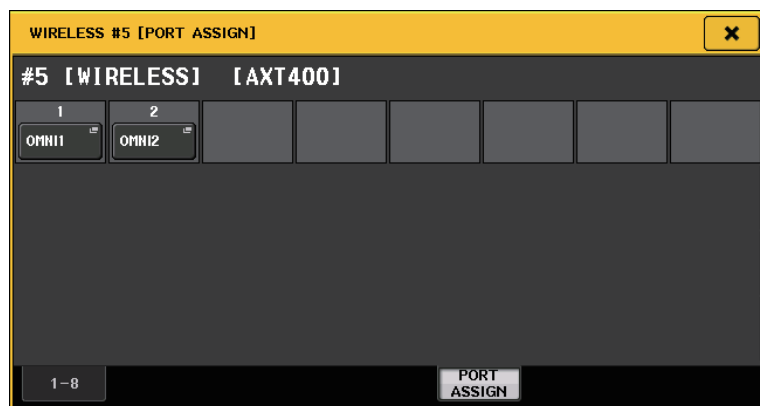 WIRELESS #5 [PORT ASSIGN]
#5 [WIRELESS] [AXT400]
1 2
OMNI1 OMNI2
1-8
PORT
ASSIGN